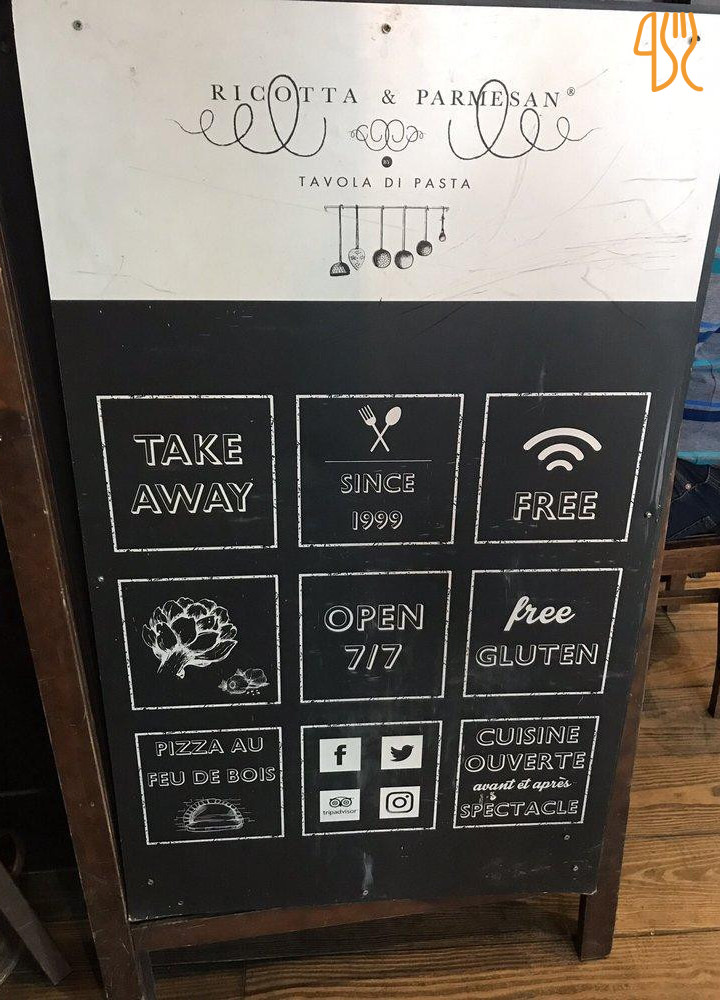 RICOTTA & PARMESAN®
BY
TAVOLA DI PASTA
TAKE
AWAY
SINCE
1999
FREE
OPEN
7/7
free
GLUTEN
PIZZA AU
FEU DE BOIS
f
tripadvisor
CUISINE
OUVERTE
avant et après
SPECTACLE